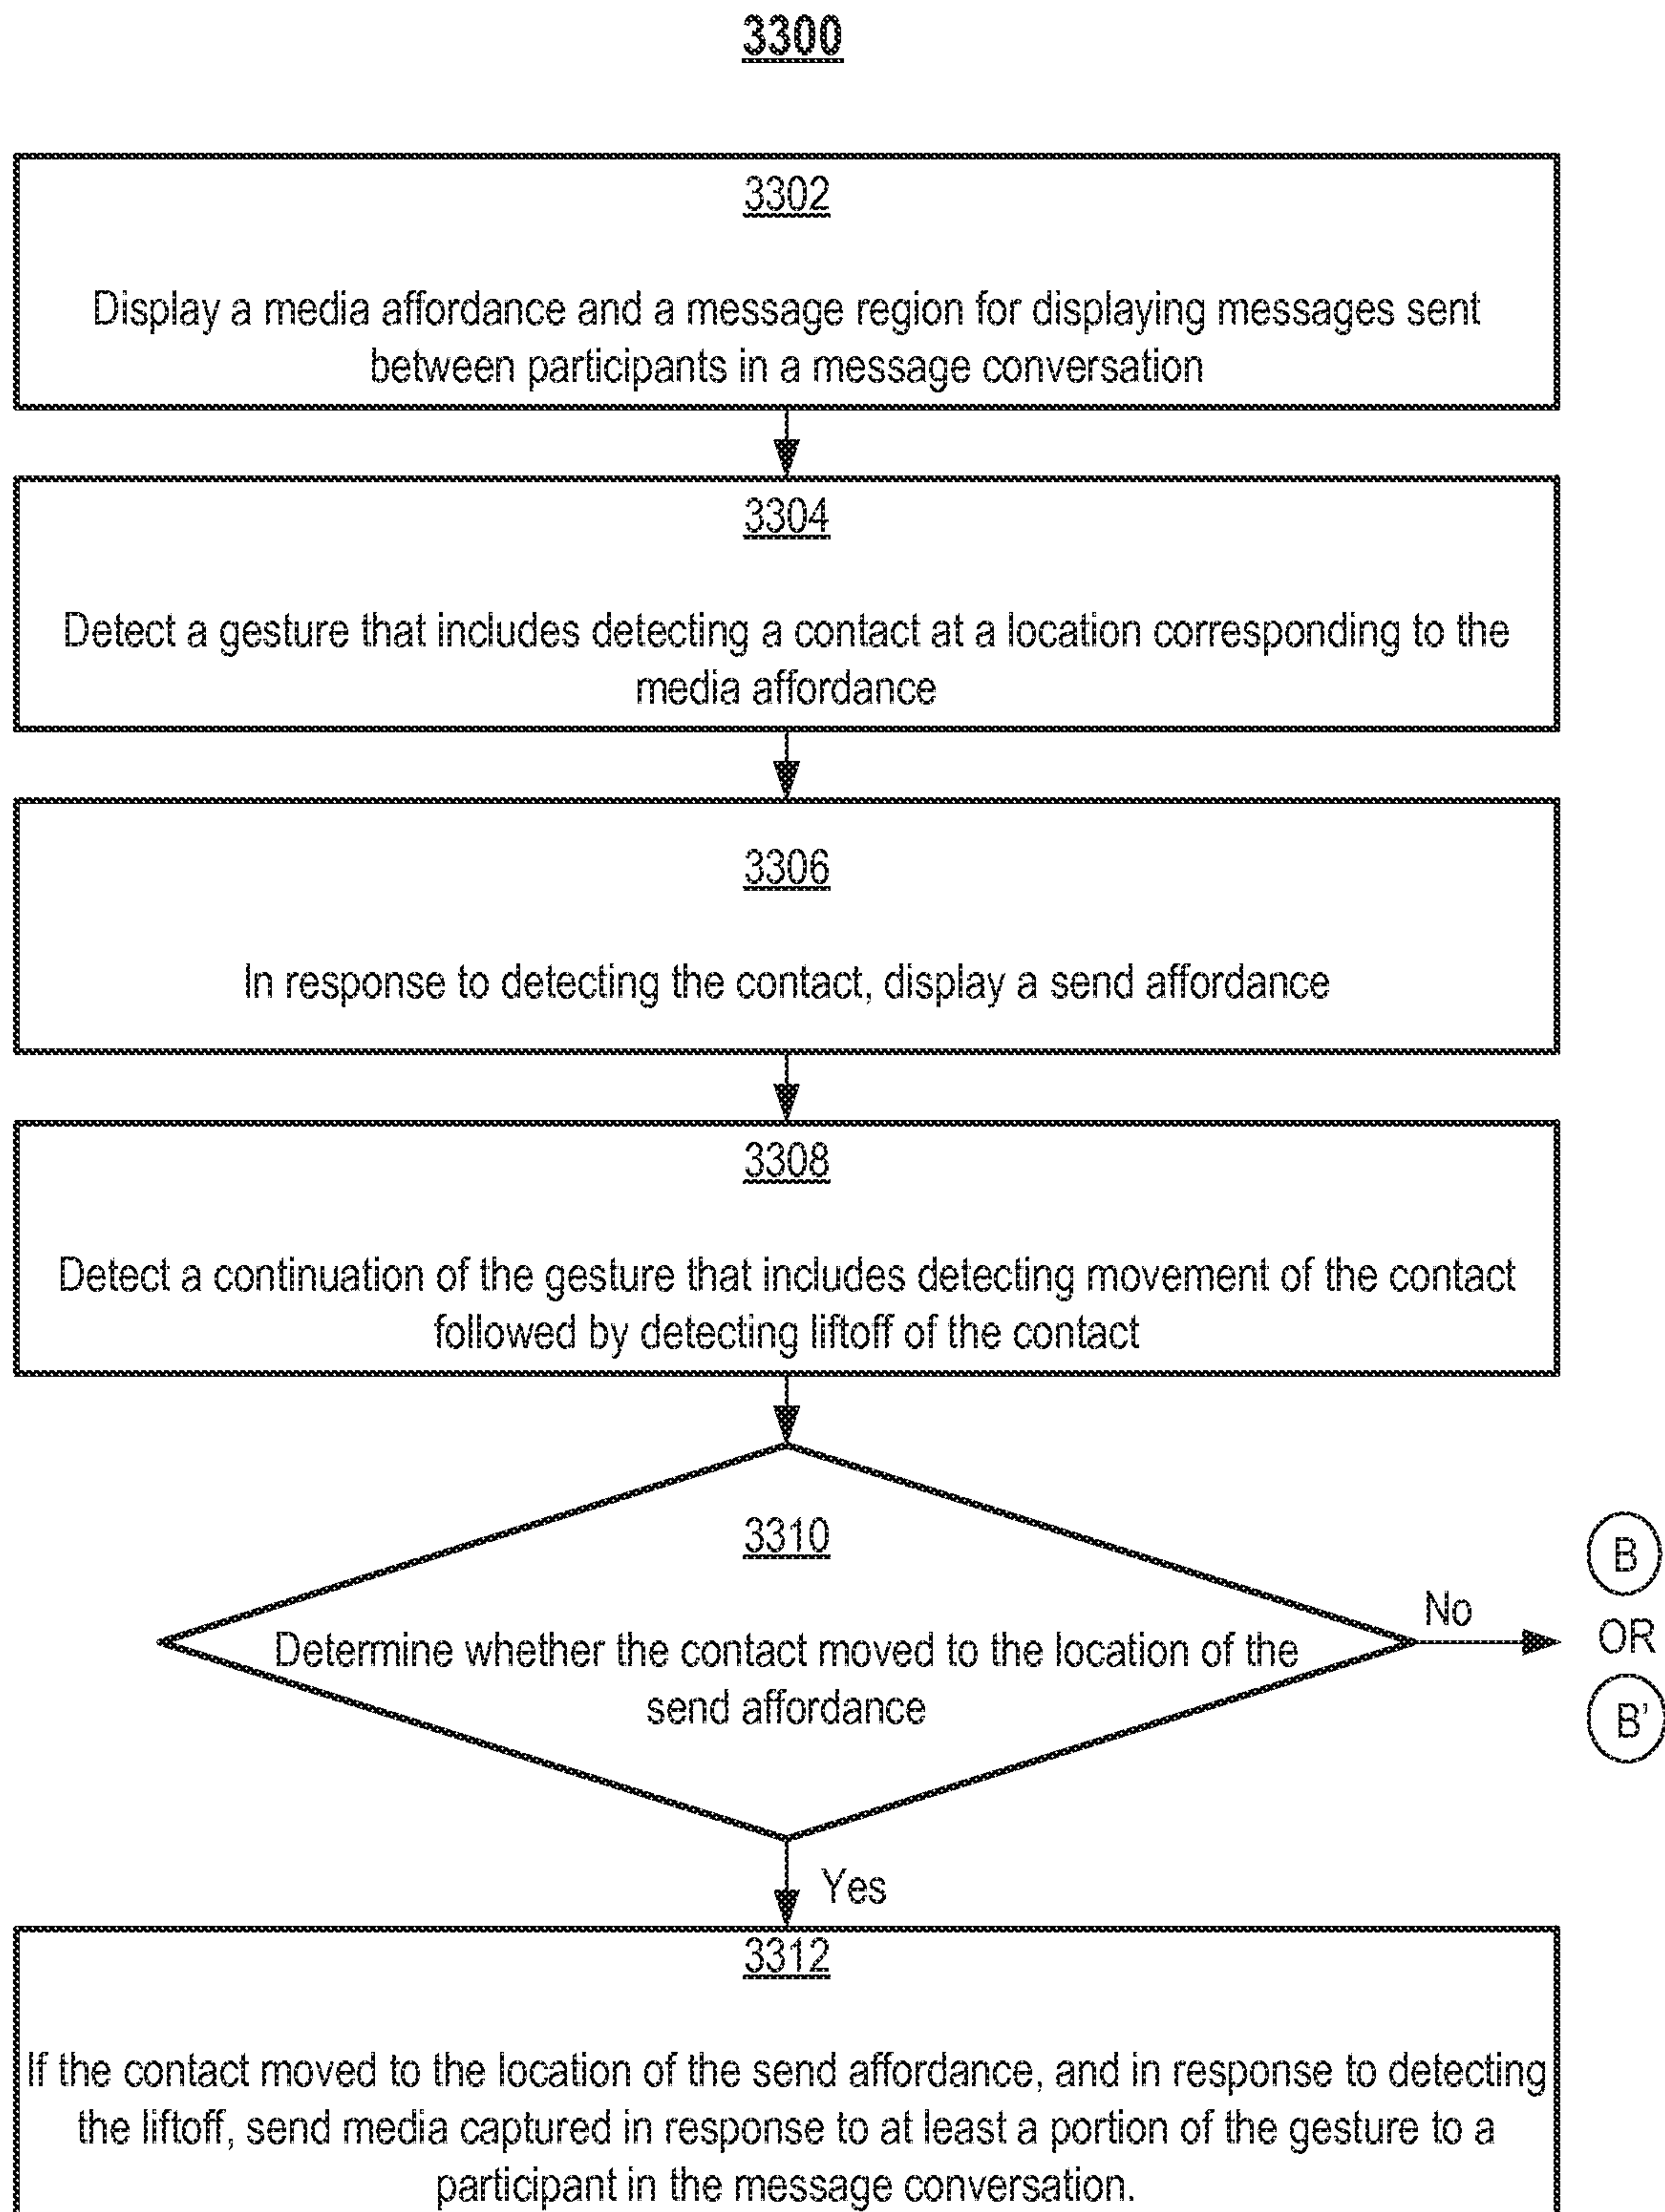 3300
3302
Display a media affordance and a message region for displaying messages sent
between participants in a message conversation
3304
Detect a gesture that includes detecting a contact at a location corresponding to the
media affordance
3306
In response to detecting the contact, display a send affordance
3308
Detect a continuation of the gesture that includes detecting movement of the contact
followed by detecting liftoff of the contact
3310
Determine whether the contact moved to the location of the
send affordance
No
B
OR
B'
Yes
3312
If the contact moved to the location of the send affordance, and in response to detecting
the liftoff, send media captured in response to at least a portion of the gesture to a
participant in the message conversation.